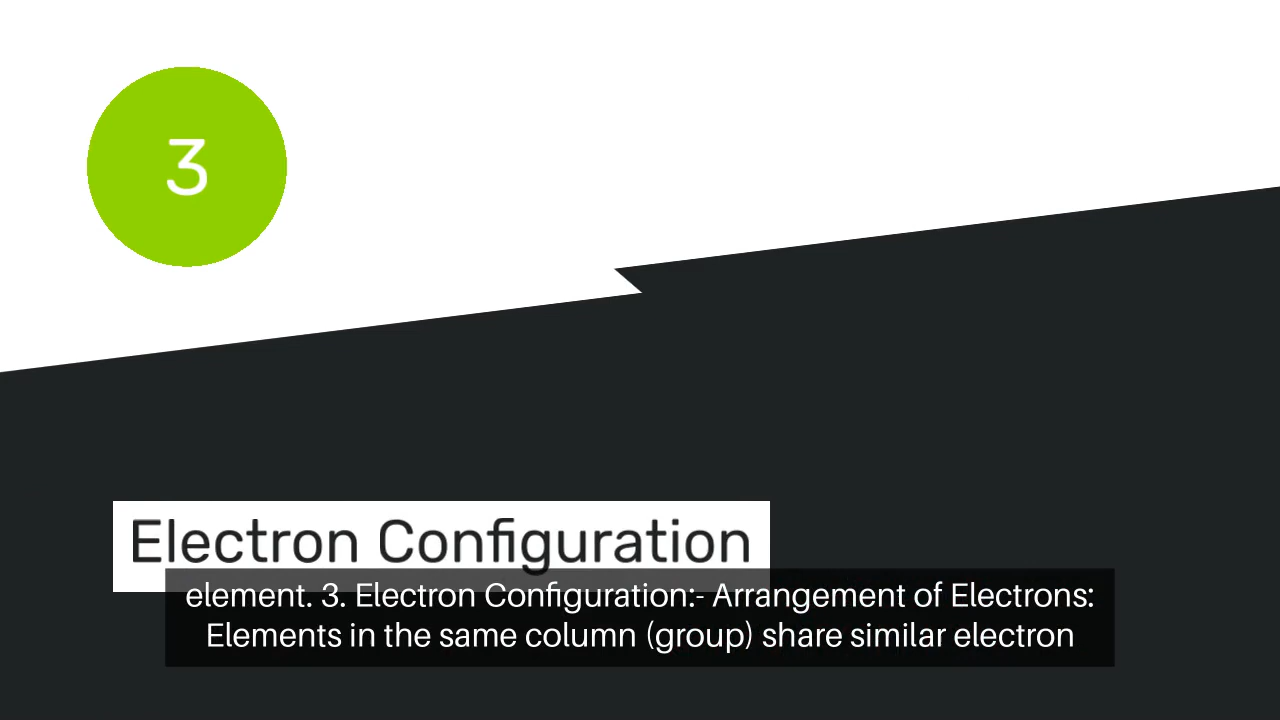 3
Electron Configuration
element. 3. Electron Configuration:- Arrangement of Electrons:
Elements in the same column (group) share similar electron